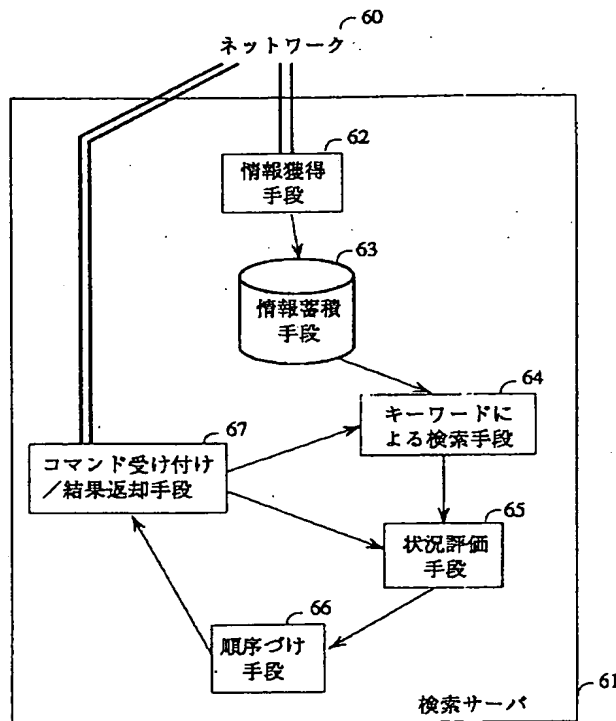 60
ネットワーク
62
情報獲得
手段
63
情報蓄積
手段
64
キーワードに
よる検索手段
67
コマンド受け付け
／結果返却手段
65
状況評価
手段
66
順序づけ
手段
61
検索サーバ